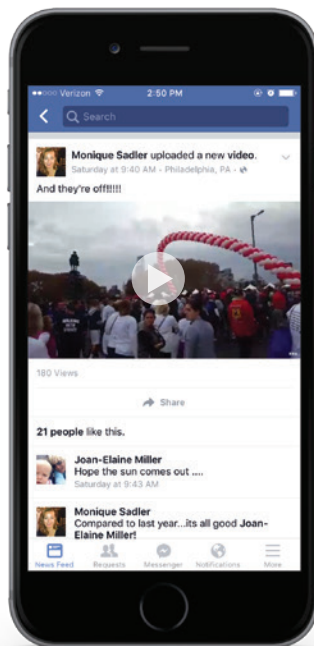 Verizon 2:50 PM
Search
Monique Sadler uploaded a new video.
Saturday at 9:40 AM - Philadelphia, PA -
And they're off!!!!!
180 Views
Share
21 people like this.
Joan-Elaine Miller
Hope the sun comes out ....
Saturday at 9:43 AM
Monique Sadler
Compared to last year...its all good Joan-
Elaine Miller!
News Feed Requests Messenger Notifications More